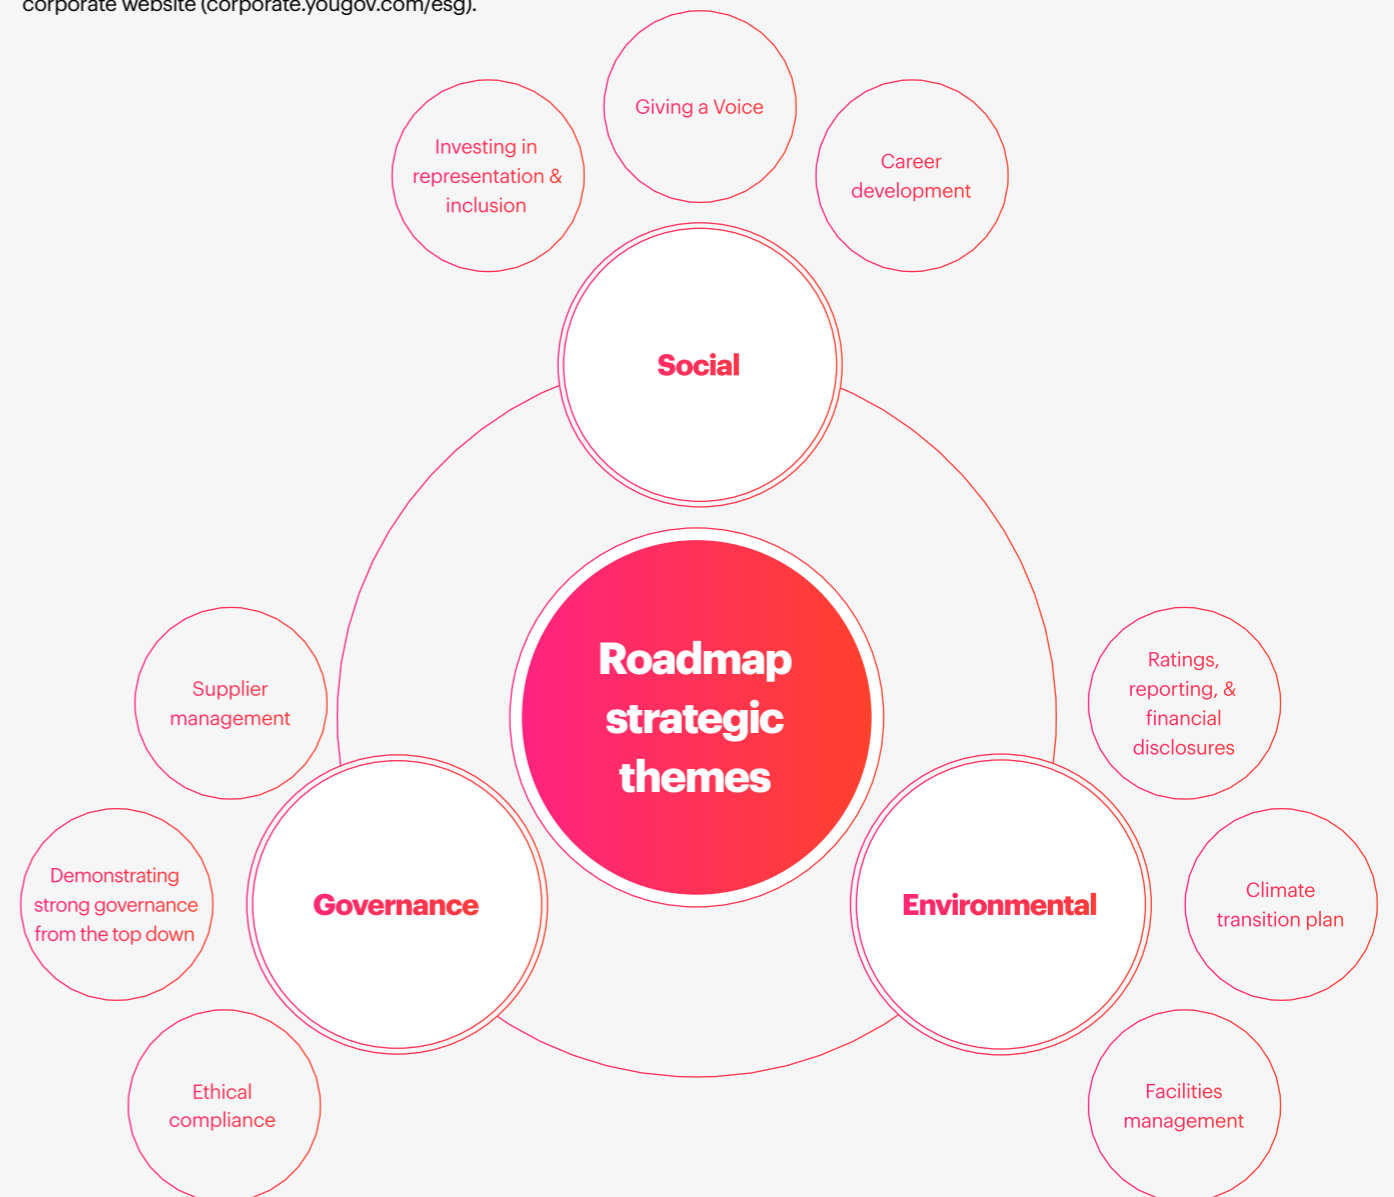 corporate website (corporate.yougov.com/esg).
Giving a Voice
Investing in
representation &
inclusion
Career
development
Social
Roadmap
strategic
themes
Supplier
management
Demonstrating
strong governance
from the top down
Ethical
compliance
Governance
Environmental
Ratings,
reporting, &
financial
disclosures
Climate
transition plan
Facilities
management